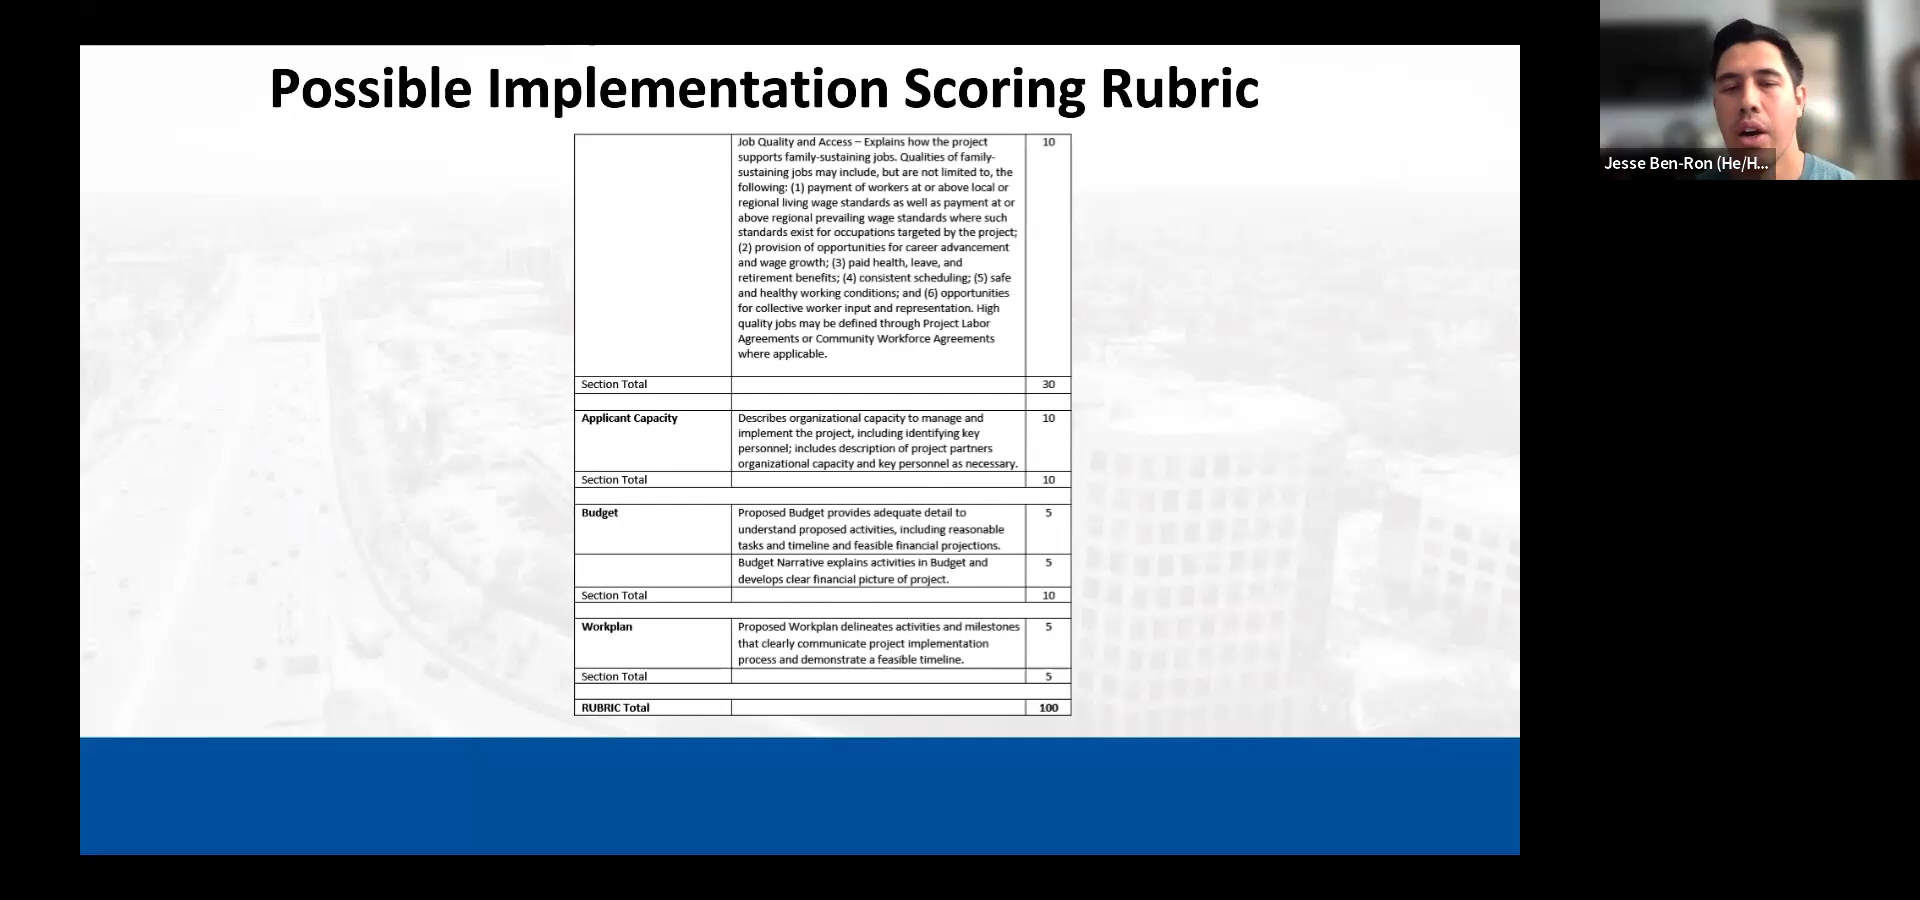 Possible Implementation Scoring Rubric
Job Quality and Access – Explains how the project 10
supports family-sustaining jobs. Qualities of family-
sustaining jobs may include, but are not limited to, the
following: (1) payment of workers at or above local or
regional living wage standards as well as payment at or
above regional prevailing wage standards where such
standards exist for occupations targeted by the project;
(2) provision of opportunities for career advancement
and wage growth; (3) paid health, leave, and
retirement benefits; (4) consistent scheduling; (5) safe
and healthy working conditions; and (6) opportunities
for collective worker input and representation. High
quality jobs may be defined through Project Labor
Agreements or Community Workforce Agreements
where applicable.
Section Total 30
Applicant Capacity Describes organizational capacity to manage and 10
implement the project, including identifying key
personnel; includes description of project partners
organizational capacity and key personnel as necessary.
Section Total 10
Budget Proposed Budget provides adequate detail to 5
understand proposed activities, including reasonable
tasks and timeline and feasible financial projections.
Budget Narrative explains activities in Budget and 5
develops clear financial picture of project.
Section Total 10
Workplan Proposed Workplan delineates activities and milestones 5
that clearly communicate project implementation
process and demonstrate a feasible timeline.
Section Total 5
RUBRIC Total 100
Jesse Ben-Ron (He/H...